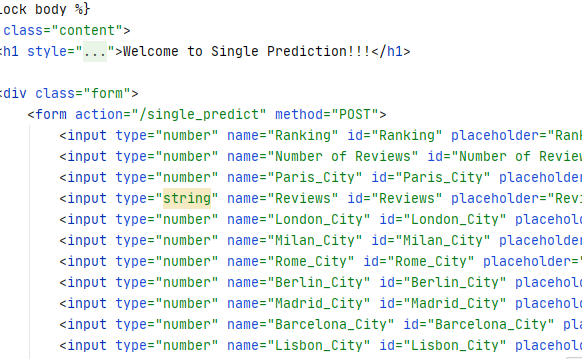 lock body %}
class="content">
<h1 style="...">Welcome to Single Prediction!!!</h1>
<div class="form">
<form action="/single_predict" method="POST">
<input type="number" name="Ranking" id="Ranking" placeholder="Rank
<input type="number" name="Number of Reviews" id="Number of Review
<input type="number" name="Paris_City" id="Paris_City" placeholder
<input type="string" name="Reviews" id="Reviews" placeholder="Revi
<input type="number" name="London_City" id="London_City" placehold
<input type="number" name="Milan_City" id="Milan_City" placeholder
<input type="number" name="Rome_City" id="Rome_City" placeholder="
<input type="number" name="Berlin_City" id="Berlin_City" placehold
<input type="number" name="Madrid_City" id="Madrid_City" placehold
<input type="number" name="Barcelona_City" id="Barcelona_City" pla
<input type="number" name="Lisbon_City" id="Lisbon_City" placehold